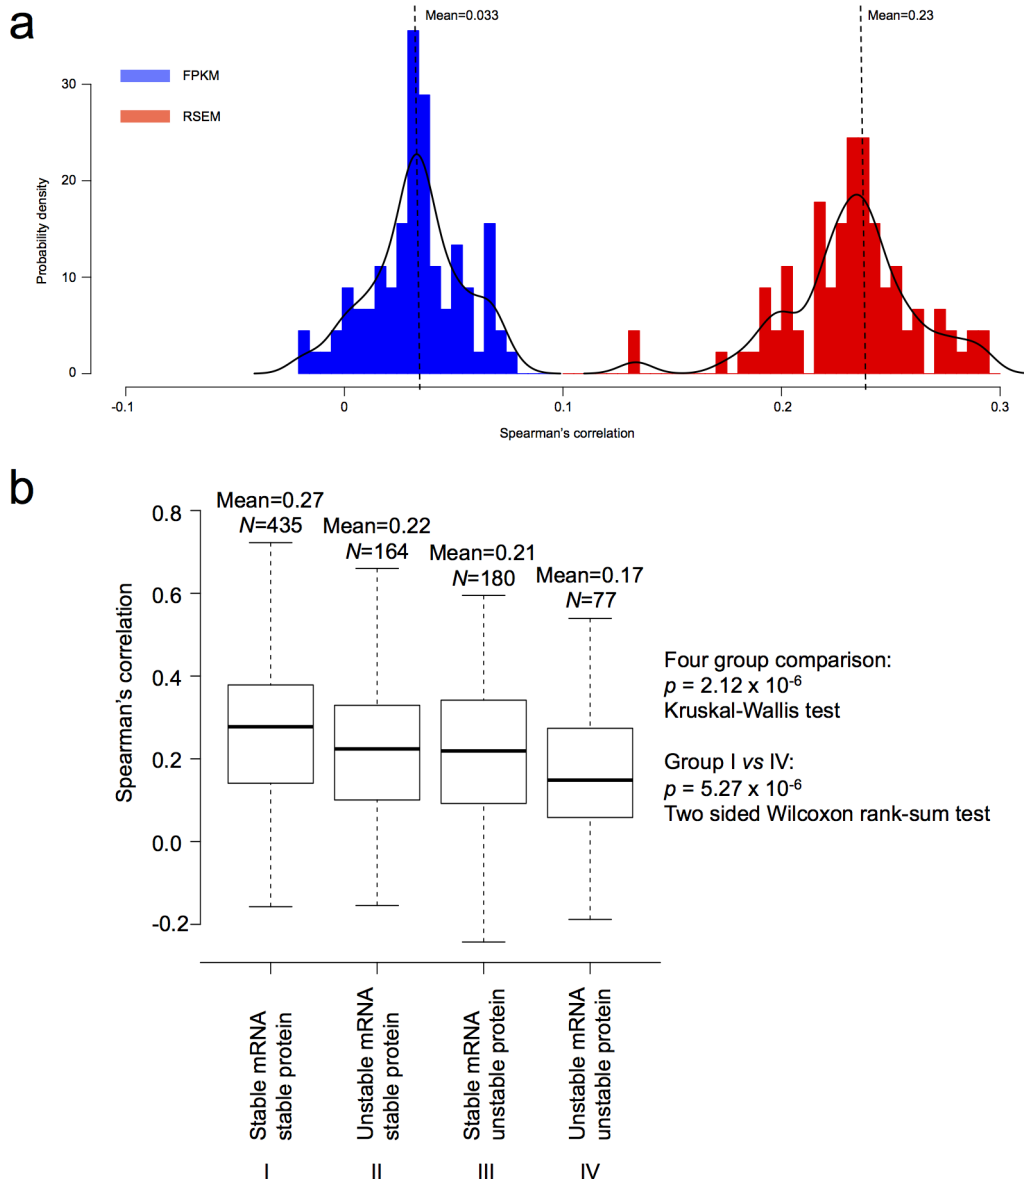 a
Mean=0.033
Mean=0.23
FPKM
RSEM
Probability density
30
20
10
0
-0.1
0
0.1
0.2
0.3
Spearman's correlation
b
Mean=0.27
N=435
Mean=0.22
N=164
Mean=0.21
N=180
Mean=0.17
N=77
Spearman's correlation
0.8
0.6
0.4
0.2
0.0
-0.2
Four group comparison:
p = 2.12 x 10-6
Kruskal-Wallis test
Group I vs IV:
p = 5.27 x 10-6
Two sided Wilcoxon rank-sum test
Stable mRNA
stable protein
Unstable mRNA
stable protein
Stable mRNA
unstable protein
Unstable mRNA
unstable protein
I
II
III
IV